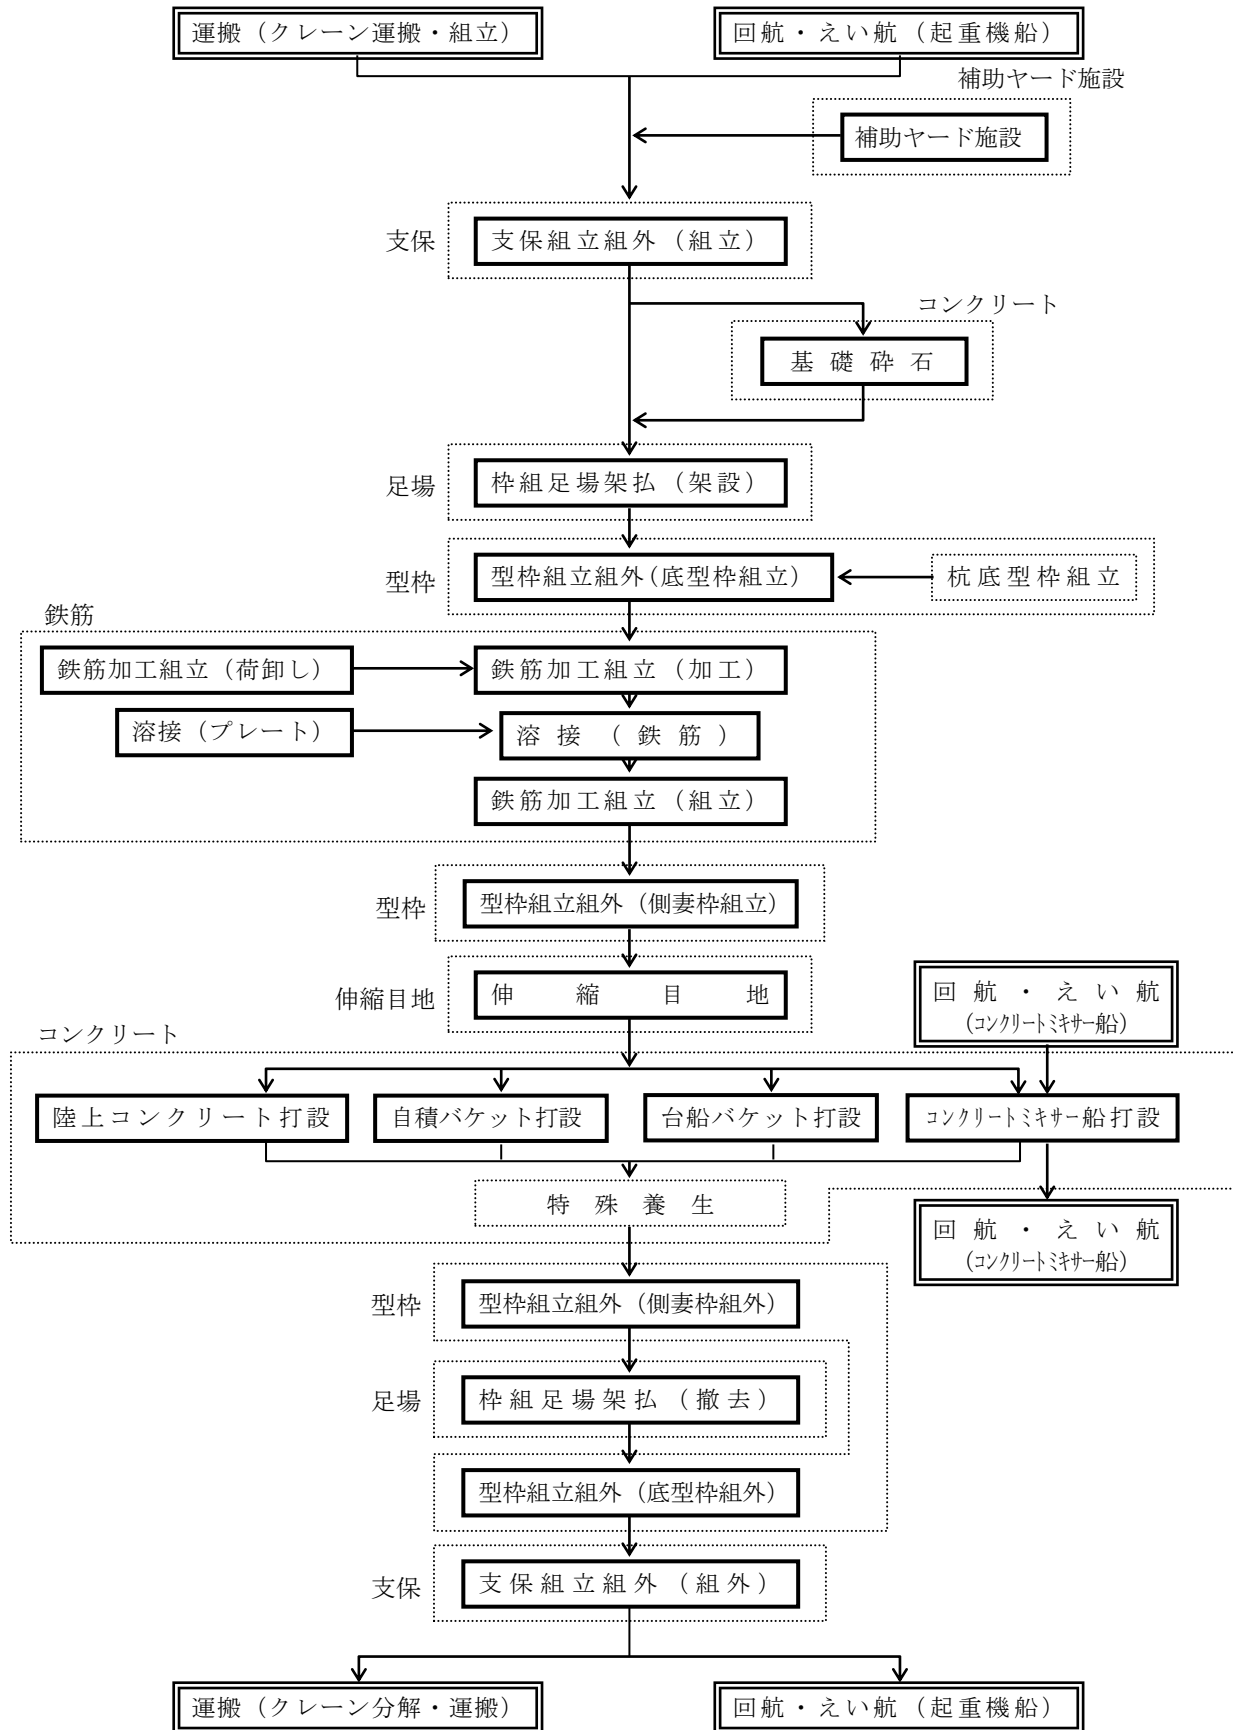 運搬（クレーン運搬・組立）
回航・えい航（起重機船）
補助ヤード施設
補助ヤード施設
支保
支保組立組外（組立）
コンクリート
基礎砕石
足場
枠組足場架払（架設）
型枠
型枠組立組外（底型枠組立）
杭底型枠組立
鉄筋
鉄筋加工組立（荷卸し）
鉄筋加工組立（加工）
溶接（プレート）
溶接（鉄筋）
鉄筋加工組立（組立）
型枠
型枠組立組外（側妻枠組立）
伸縮目地
伸縮目地
回航・えい航
（コンクリートミキサー船）
コンクリート
陸上コンクリート打設
自積バケット打設
台船バケット打設
コンクリートミキサー船打設
特殊養生
回航・えい航
（コンクリートミキサー船）
型枠
型枠組立組外（側妻枠組外）
足場
枠組足場架払（撤去）
型枠組立組外（底型枠組外）
支保
支保組立組外（組外）
運搬（クレーン分解・運搬）
回航・えい航（起重機船）